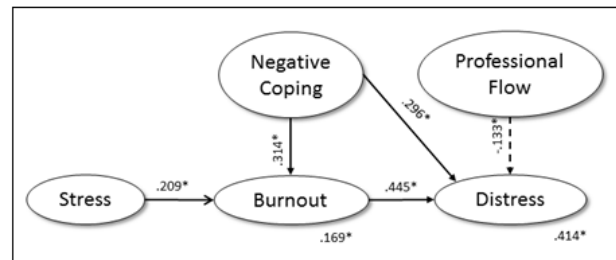 Negative
Coping
Professional
Flow
.296*
-.133*
.314*
Stress
.209*
Burnout
.445*
Distress
.169*
.414*